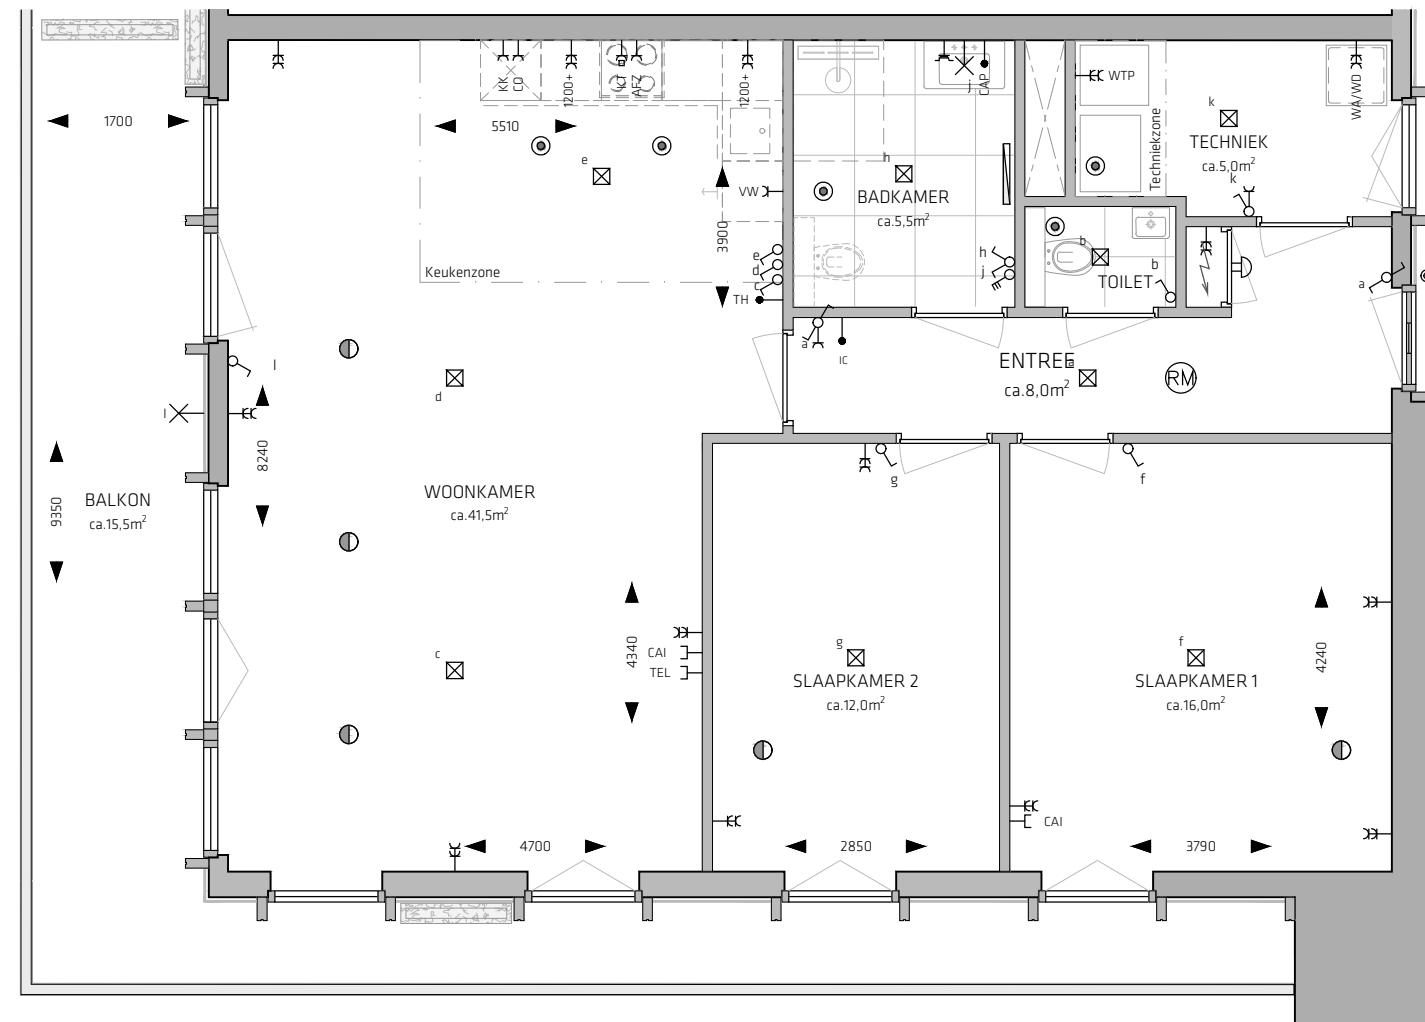 1700
5510
KK
CO
1200+
KT
AFZ
1200+
e
VW
3900
Keukenzone
e
d
c
TH
j
CAP
h
BADKAMER
ca.5,5m²
h
j
WTP
Techniekzone
k
TECHNIEK
ca.5,0m²
k
WA/WD
b
b
TOILET
a
a
IC
ENTREE
a
ca.8,0m²
RM
l
l
8240
d
9350
BALKON
ca.15,5m²
WOONKAMER
ca.41,5m²
g
f
c
4340
CAI
TEL
g
SLAAPKAMER 2
ca.12,0m²
f
SLAAPKAMER 1
ca.16,0m²
4240
CAI
4700
2850
3790